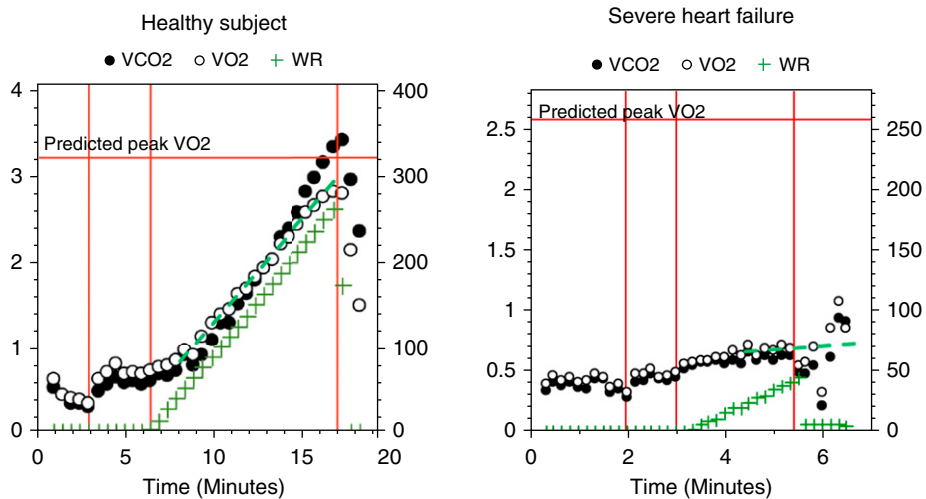 Healthy subject
VCO2 VO2 WR
4 400
Predicted peak VO2
3 300
2 200
1 100
0 0
0 5 10 15 20
Time (Minutes)
Severe heart failure
VCO2 VO2 WR
Predicted peak VO2
2.5 250
2 200
1.5 150
1 100
0.5 50
0 0
0 2 4 6
Time (Minutes)